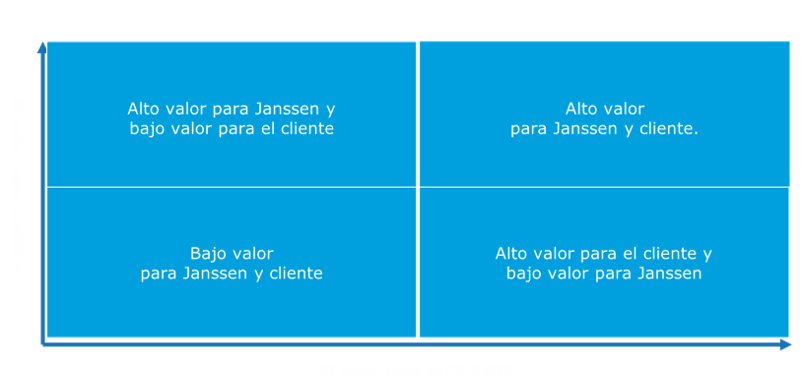 Alto valor para Janssen y
bajo valor para el cliente
Alto valor
para Janssen y cliente.
Bajo valor
para Janssen y cliente
Alto valor para el cliente y
bajo valor para Janssen